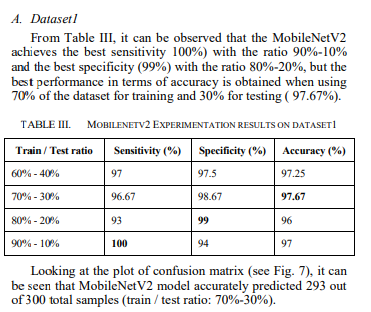 A. Dataset1
From Table III, it can be observed that the MobileNetV2
achieves the best sensitivity 100%) with the ratio 90%-10%
and the best specificity (99%) with the ratio 80%-20%, but the
best performance in terms of accuracy is obtained when using
70% of the dataset for training and 30% for testing ( 97.67%).
TABLE III. MOBILENETV2 EXPERIMENTATION RESULTS ON DATASET1
Train / Test ratio Sensitivity (%) Specificity (%) Accuracy (%)
60% - 40% 97 97.5 97.25
70% - 30% 96.67 98.67 97.67
80% - 20% 93 99 96
90% - 10% 100 94 97
Looking at the plot of confusion matrix (see Fig. 7), it can
be seen that MobileNetV2 model accurately predicted 293 out
of 300 total samples (train / test ratio: 70%-30%).